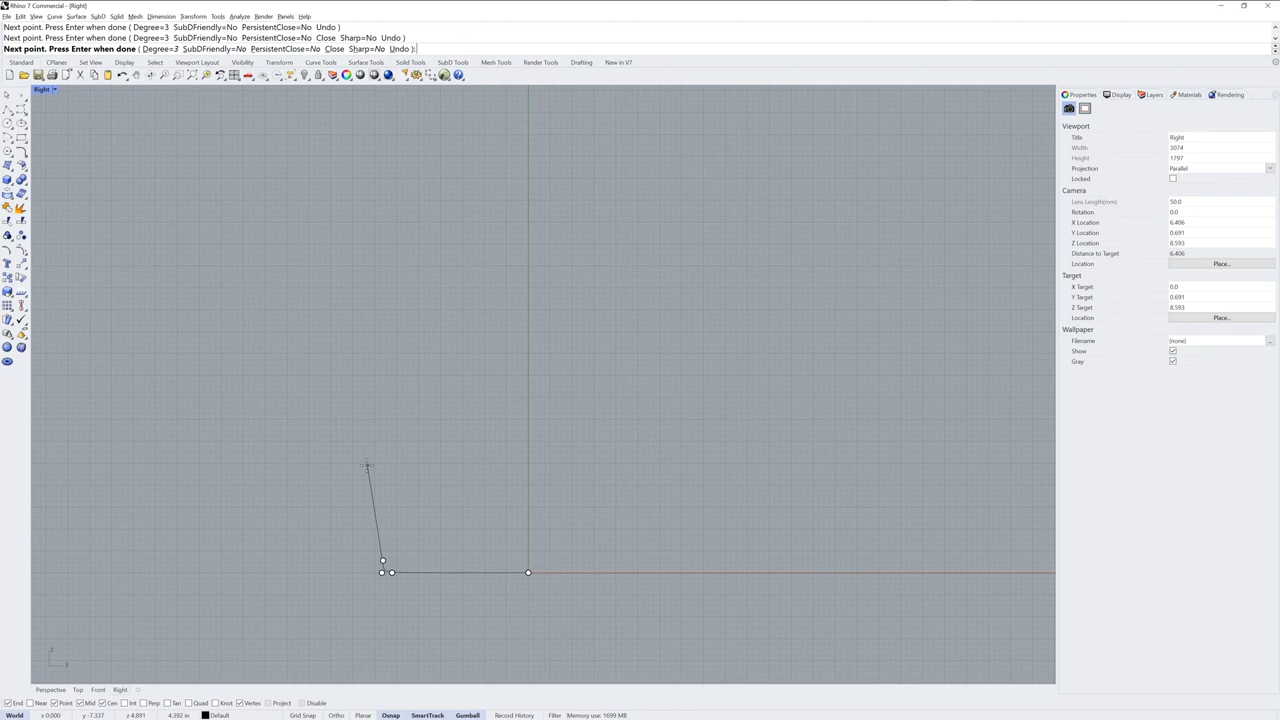 Rhino 7 Commercial - [Right]
File Edit View Curve Surface SubD Solid Mesh Dimension Transform Tools Analyze Render Panels Help
Next point. Press Enter when done ( Degree=3 SubDFriendly=No PersistentClose=No Undo )
Next point. Press Enter when done ( Degree=3 SubDFriendly=No PersistentClose=No Close Sharp=No Undo )
Next point. Press Enter when done ( Degree=3 SubDFriendly=No PersistentClose=No Close Sharp=No Undo ):
Standard CPlanes Set View Display Select Viewport Layout Visibility Transform Curve Tools Surface Tools Solid Tools SubD Tools Mesh Tools Render Tools Drafting New in V7
Right
Properties Display Layers Materials Rendering
Viewport
Title Right
Width 3074
Height 1797
Projection Parallel
Locked
Camera
Lens Length(mm) 50.0
Rotation 0.0
X Location 6.406
Y Location 0.691
Z Location 8.593
Distance to Target 6.406
Location Place...
Target
X Target 0.0
Y Target 0.691
Z Target 8.593
Location Place...
Wallpaper
Filename (none) ...
Show
Gray
z
y
Perspective Top Front Right
End Near Point Mid Cen Int Perp Tan Quad Knot Vertex Project Disable
World x 0.000 y -7.337 z 4.891 4.392 in. Default Grid Snap Ortho Planar Osnap SmartTrack Gumball Record History Filter Memory use: 1699 MB